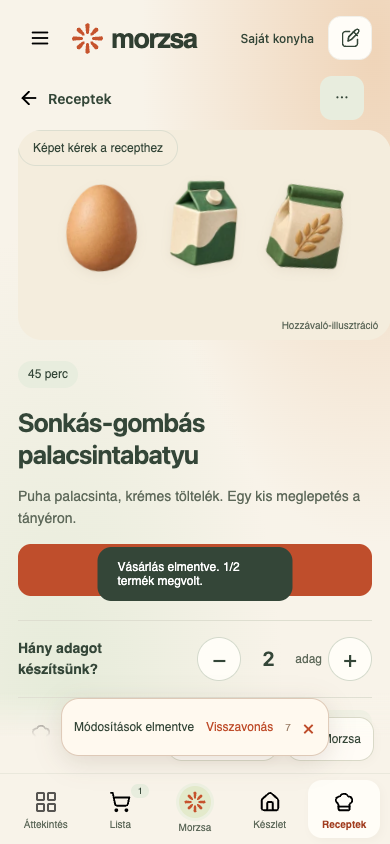 morzsa
Saját konyha
Receptek
...
Képet kérek a recepthez
Hozzávaló-illusztráció
45 perc
Sonkás-gombás
palacsintabatyu
Puha palacsinta, krémes töltelék. Egy kis meglepetés a
tányéron.
Vásárlás elmentve. 1/2
termék megvolt.
Hány adagot
készítsünk?
2
adag
Módosítások elmentve
Visszavonás
7
Morzsa
1
Áttekintés
Lista
Morzsa
Készlet
Receptek